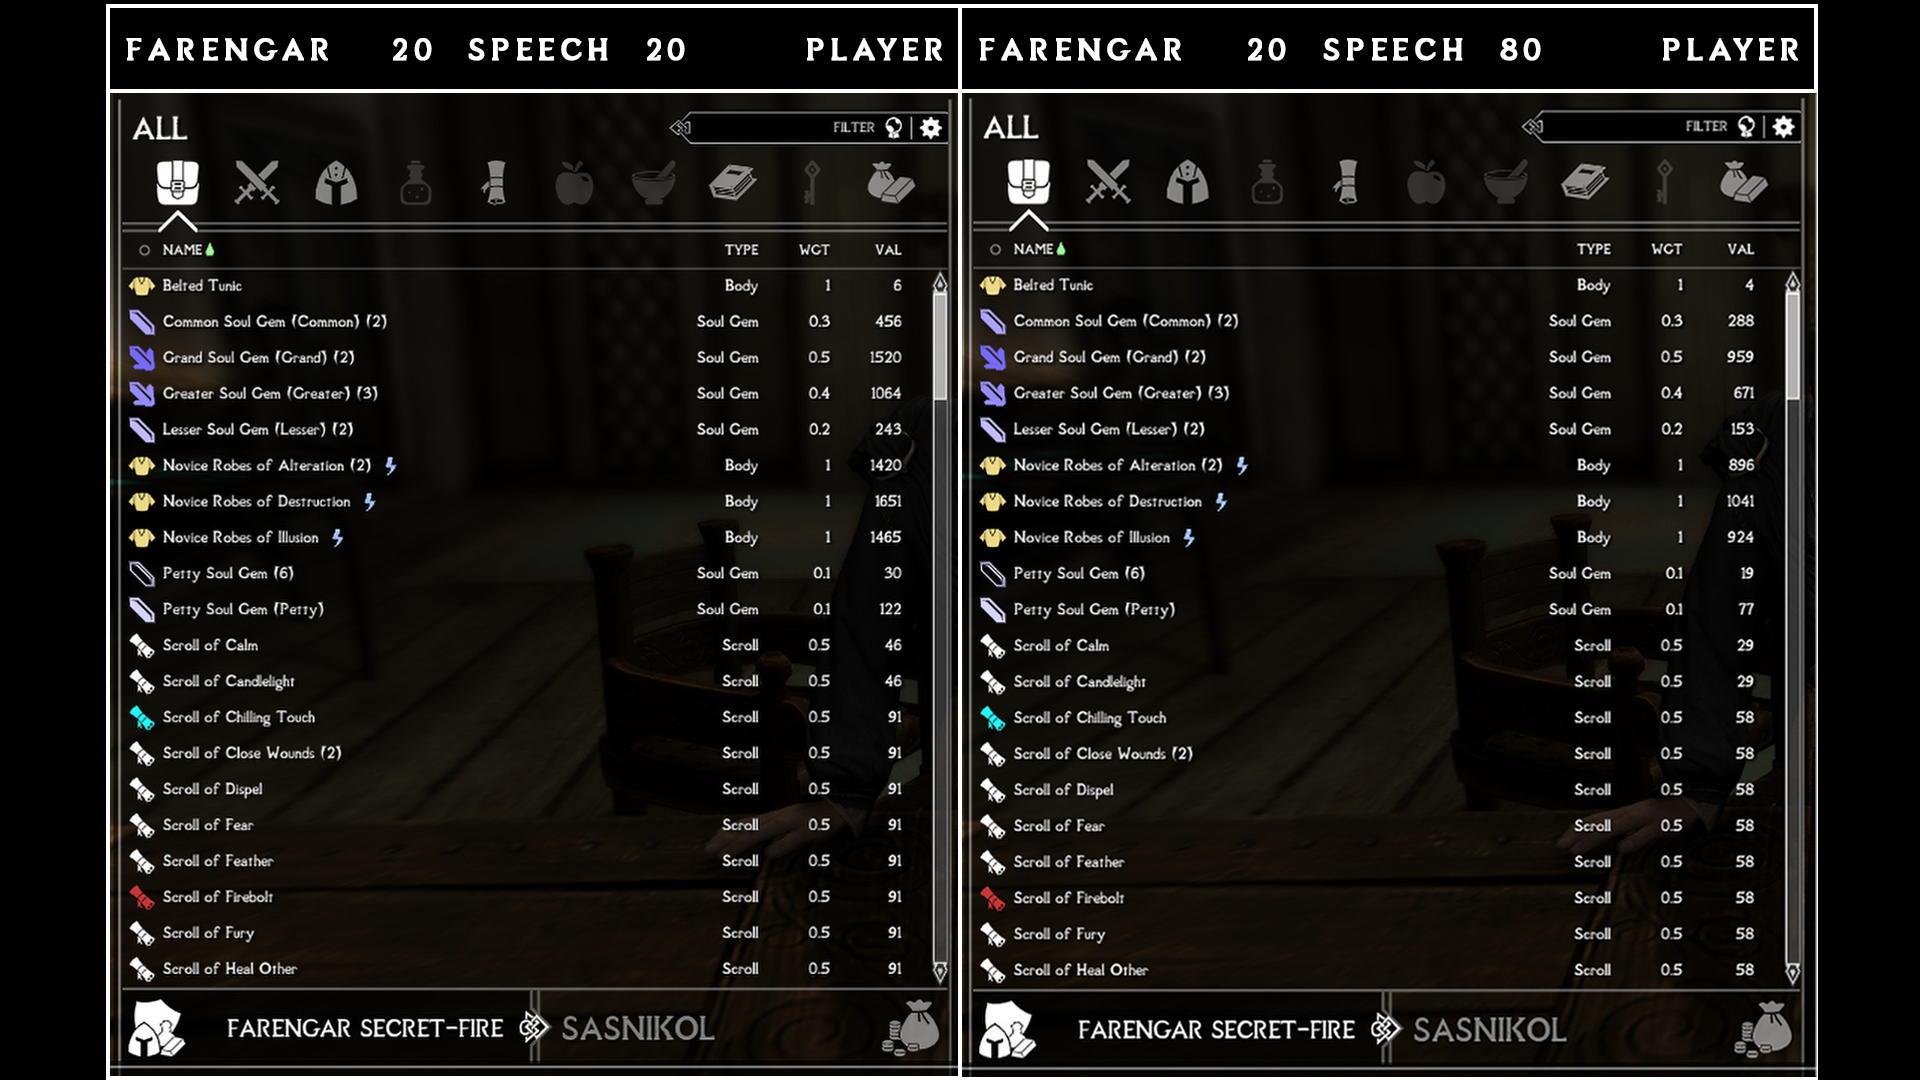 FARENGAR 20 SPEECH 20 PLAYER
ALL
FILTER
NAME TYPE WGT VAL
Belted Tunic Body 1 6
Common Soul Gem (Common) (2) Soul Gem 0.3 456
Grand Soul Gem (Grand) (2) Soul Gem 0.5 1520
Greater Soul Gem (Greater) (3) Soul Gem 0.4 1064
Lesser Soul Gem (Lesser) (2) Soul Gem 0.2 243
Novice Robes of Alteration (2) Body 1 1420
Novice Robes of Destruction Body 1 1651
Novice Robes of Illusion Body 1 1465
Petty Soul Gem (6) Soul Gem 0.1 30
Petty Soul Gem (Petty) Soul Gem 0.1 122
Scroll of Calm Scroll 0.5 46
Scroll of Candlelight Scroll 0.5 46
Scroll of Chilling Touch Scroll 0.5 91
Scroll of Close Wounds (2) Scroll 0.5 91
Scroll of Dispel Scroll 0.5 91
Scroll of Fear Scroll 0.5 91
Scroll of Feather Scroll 0.5 91
Scroll of Firebolt Scroll 0.5 91
Scroll of Fury Scroll 0.5 91
Scroll of Heal Other Scroll 0.5 91
FARENGAR SECRET-FIRE SASNIKOL
FARENGAR 20 SPEECH 80 PLAYER
ALL
FILTER
NAME TYPE WGT VAL
Belted Tunic Body 1 4
Common Soul Gem (Common) (2) Soul Gem 0.3 288
Grand Soul Gem (Grand) (2) Soul Gem 0.5 959
Greater Soul Gem (Greater) (3) Soul Gem 0.4 671
Lesser Soul Gem (Lesser) (2) Soul Gem 0.2 153
Novice Robes of Alteration (2) Body 1 896
Novice Robes of Destruction Body 1 1041
Novice Robes of Illusion Body 1 924
Petty Soul Gem (6) Soul Gem 0.1 19
Petty Soul Gem (Petty) Soul Gem 0.1 77
Scroll of Calm Scroll 0.5 29
Scroll of Candlelight Scroll 0.5 29
Scroll of Chilling Touch Scroll 0.5 58
Scroll of Close Wounds (2) Scroll 0.5 58
Scroll of Dispel Scroll 0.5 58
Scroll of Fear Scroll 0.5 58
Scroll of Feather Scroll 0.5 58
Scroll of Firebolt Scroll 0.5 58
Scroll of Fury Scroll 0.5 58
Scroll of Heal Other Scroll 0.5 58
FARENGAR SECRET-FIRE SASNIKOL